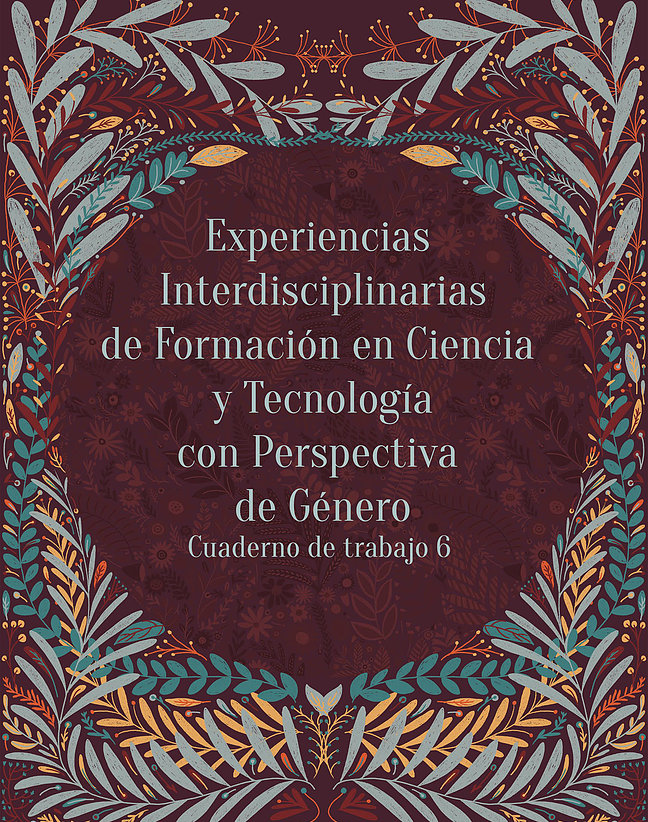 Experiencias
Interdisciplinarias
de Formación en Ciencia
y Tecnología
con Perspectiva
de Género
Cuaderno de trabajo 6